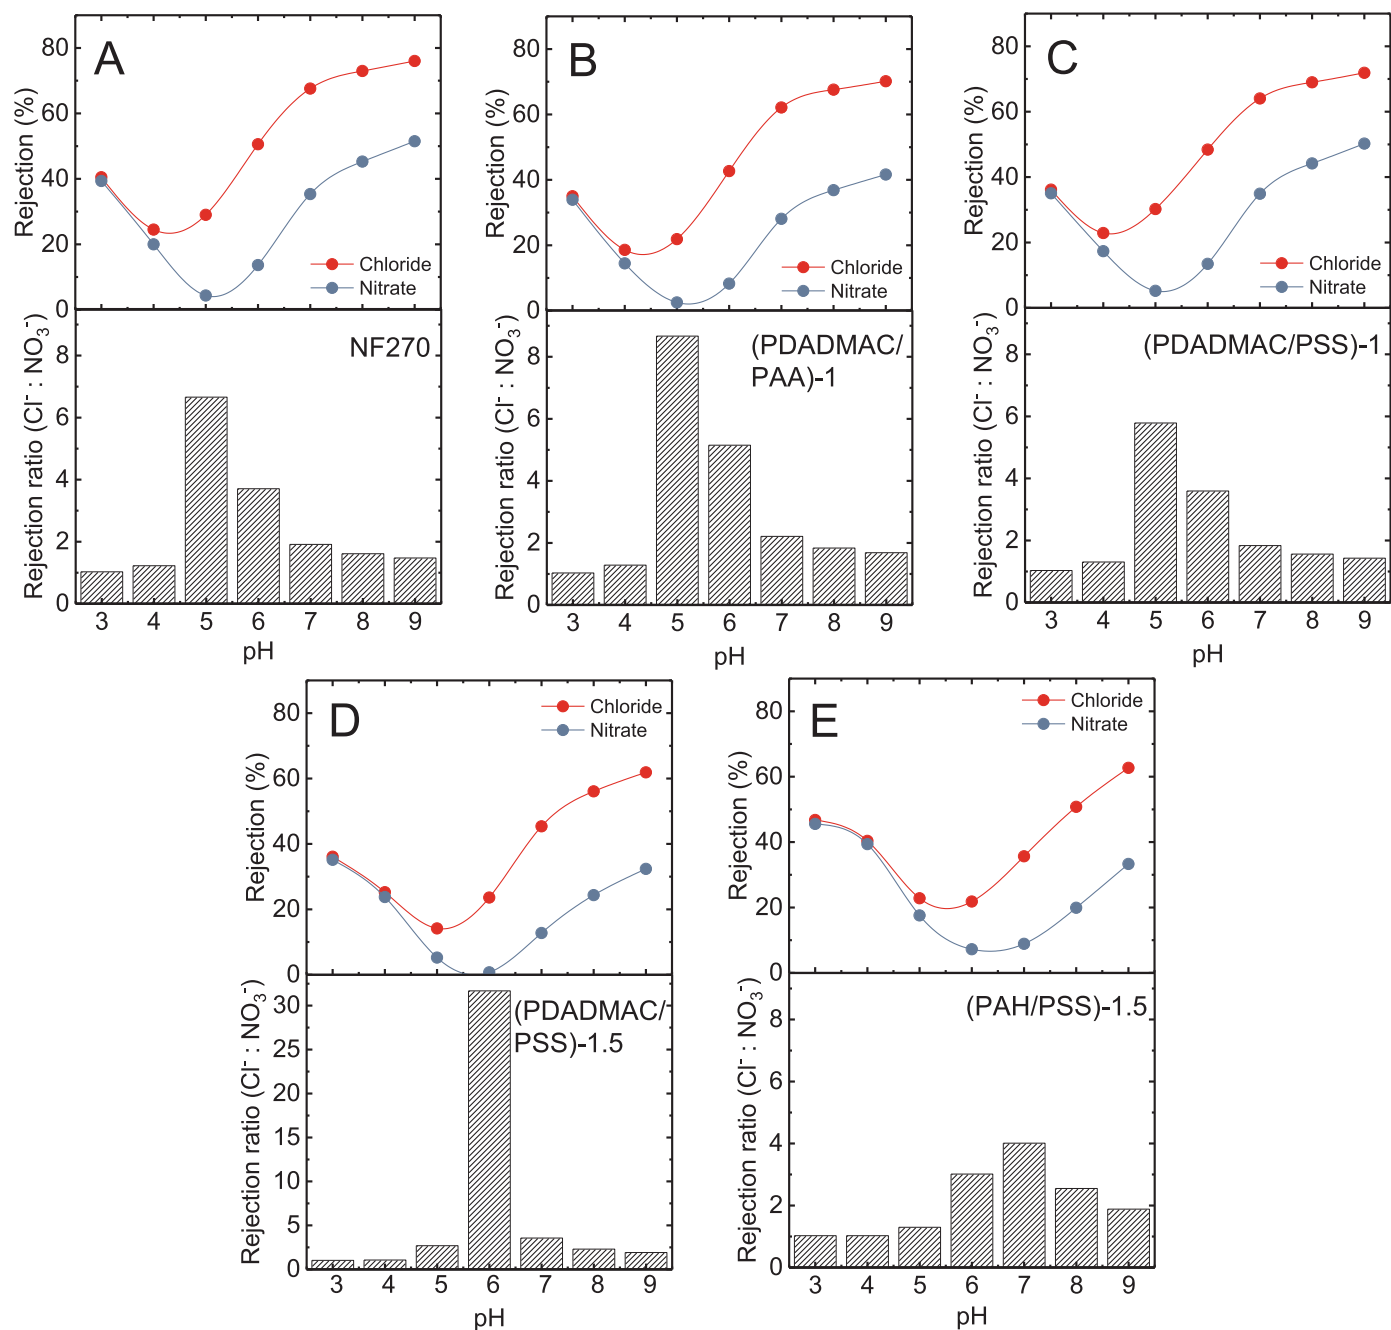 A
Rejection (%)
80
60
40
20
0
Chloride
Nitrate
NF270
Rejection ratio (Cl⁻ : NO₃⁻)
8
6
4
2
0
3 4 5 6 7 8 9
pH
B
Rejection (%)
80
60
40
20
0
Chloride
Nitrate
(PDADMAC/
PAA)-1
Rejection ratio (Cl⁻ : NO₃⁻)
8
6
4
2
0
3 4 5 6 7 8 9
pH
C
Rejection (%)
80
60
40
20
0
Chloride
Nitrate
(PDADMAC/PSS)-1
Rejection ratio (Cl⁻ : NO₃⁻)
8
6
4
2
0
3 4 5 6 7 8 9
pH
D
Rejection (%)
80
60
40
20
0
Chloride
Nitrate
(PDADMAC/
PSS)-1.5
Rejection ratio (Cl⁻ : NO₃⁻)
30
25
20
15
10
5
0
3 4 5 6 7 8 9
pH
E
Rejection (%)
80
60
40
20
0
Chloride
Nitrate
(PAH/PSS)-1.5
Rejection ratio (Cl⁻ : NO₃⁻)
8
6
4
2
0
3 4 5 6 7 8 9
pH